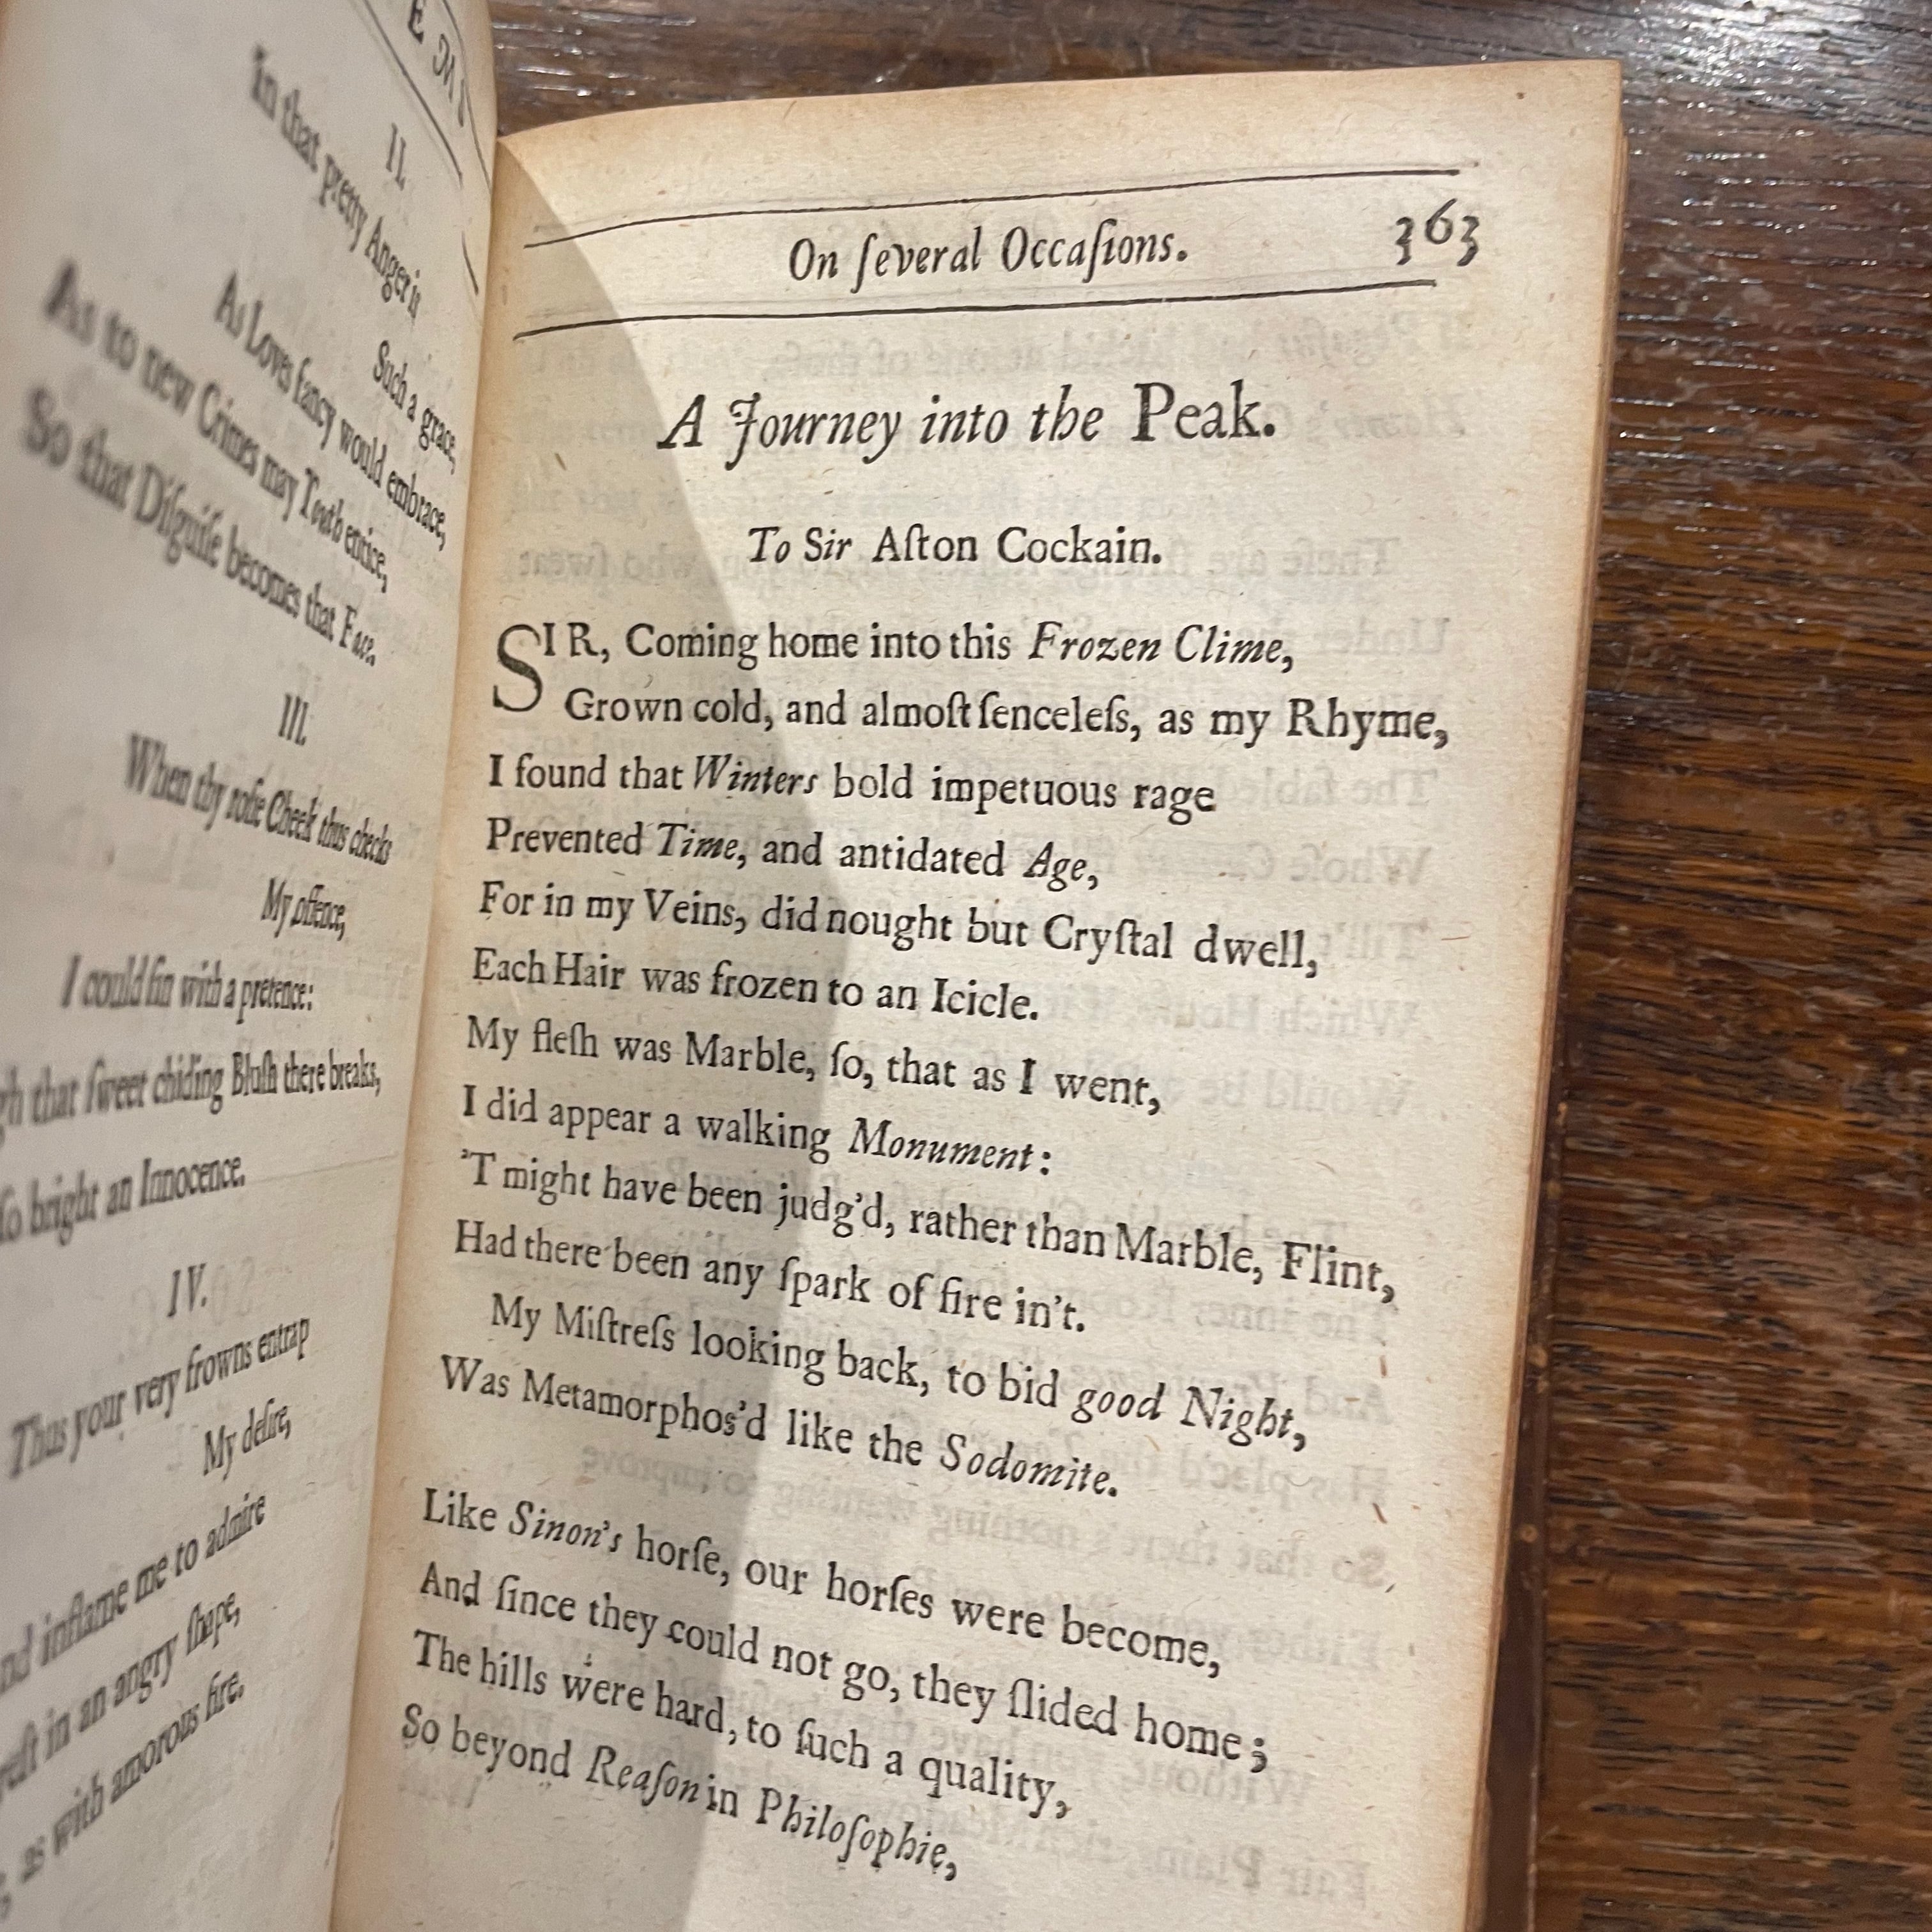 EMS
II.
In that pretty Anger is
Such a grace,
As Loves fancy would embrace,
As to new Crimes may Youth entice,
So that Diſguiſe becomes that Face.
III.
When thy roſie Cheek thus checks
My offence,
I could ſin with a pretence:
that ſweet chiding Bluſh there breaks,
ſo bright an Innocence.
IV.
Thus your very frowns entrap
My deſire,
inflame me to admire
in an angry ſhape,
as with amorous fire.
On ſeveral Occaſions. 363
A Journey into the Peak.
To Sir Aſton Cockain.
SIR, Coming home into this Frozen Clime,
Grown cold, and almoſt ſenceleſs, as my Rhyme,
I found that Winters bold impetuous rage
Prevented Time, and antidated Age,
For in my Veins, did nought but Cryſtal dwell,
Each Hair was frozen to an Icicle.
My fleſh was Marble, ſo, that as I went,
I did appear a walking Monument:
'T might have been judg'd, rather than Marble, Flint,
Had there been any ſpark of fire in't.
My Miſtreſs looking back, to bid good Night,
Was Metamorphos'd like the Sodomite.
Like Sinon's horſe, our horſes were become,
And ſince they could not go, they ſlided home;
The hills were hard, to ſuch a quality,
So beyond Reaſon in Philoſophie,